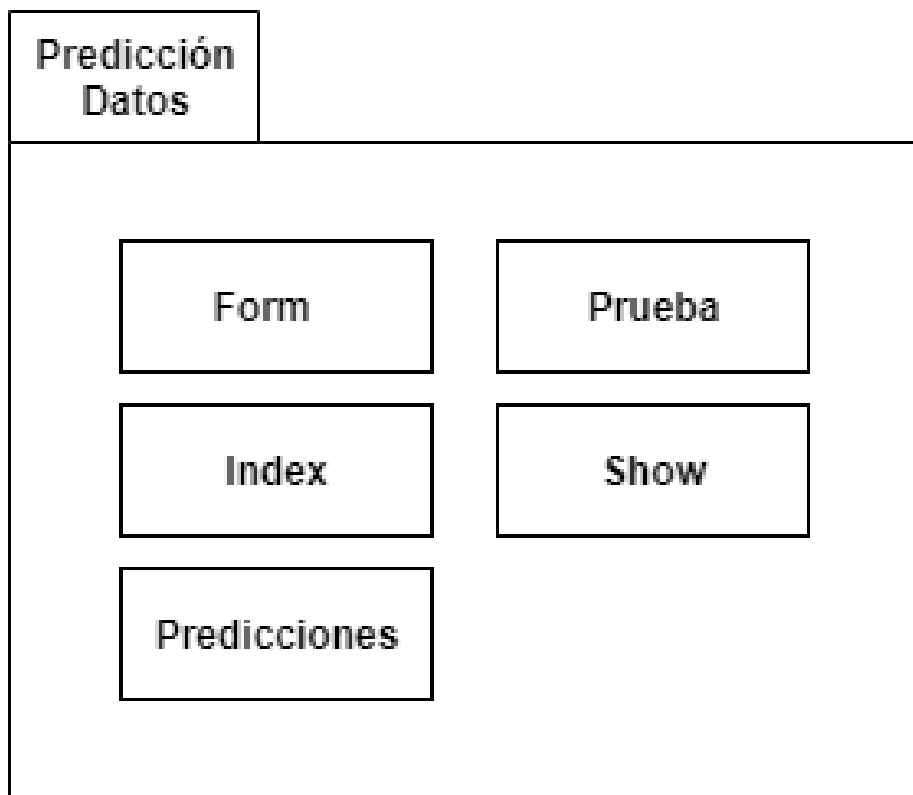 Predicción
Datos
Form
Prueba
Index
Show
Predicciones